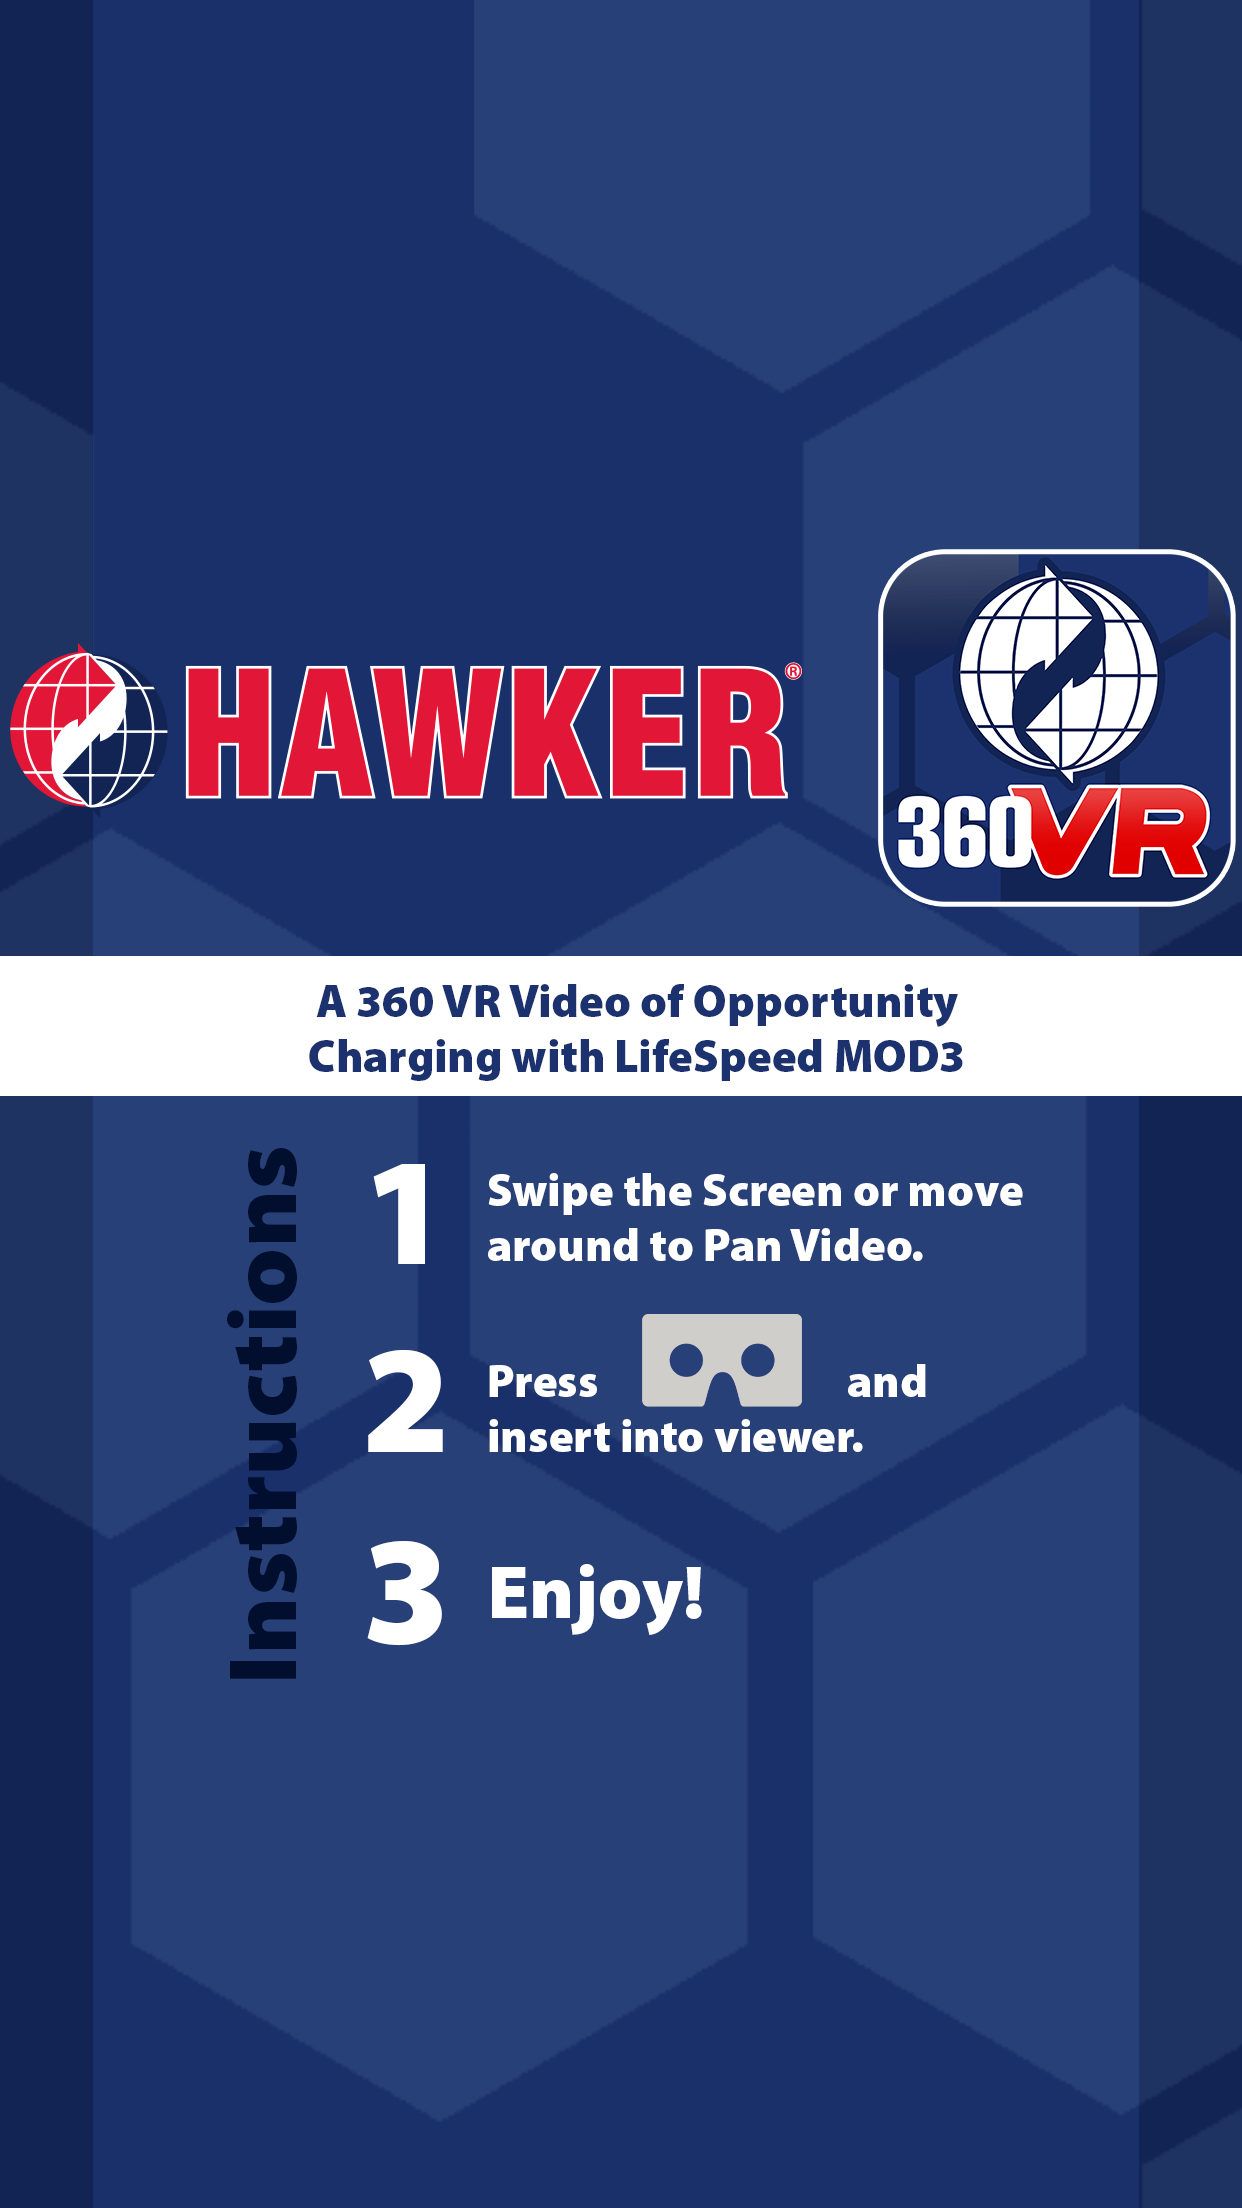 HAWKER®
360VR
A 360 VR Video of Opportunity
Charging with LifeSpeed MOD3
Instructions
1 Swipe the Screen or move
around to Pan Video.
2 Press and
insert into viewer.
3 Enjoy!